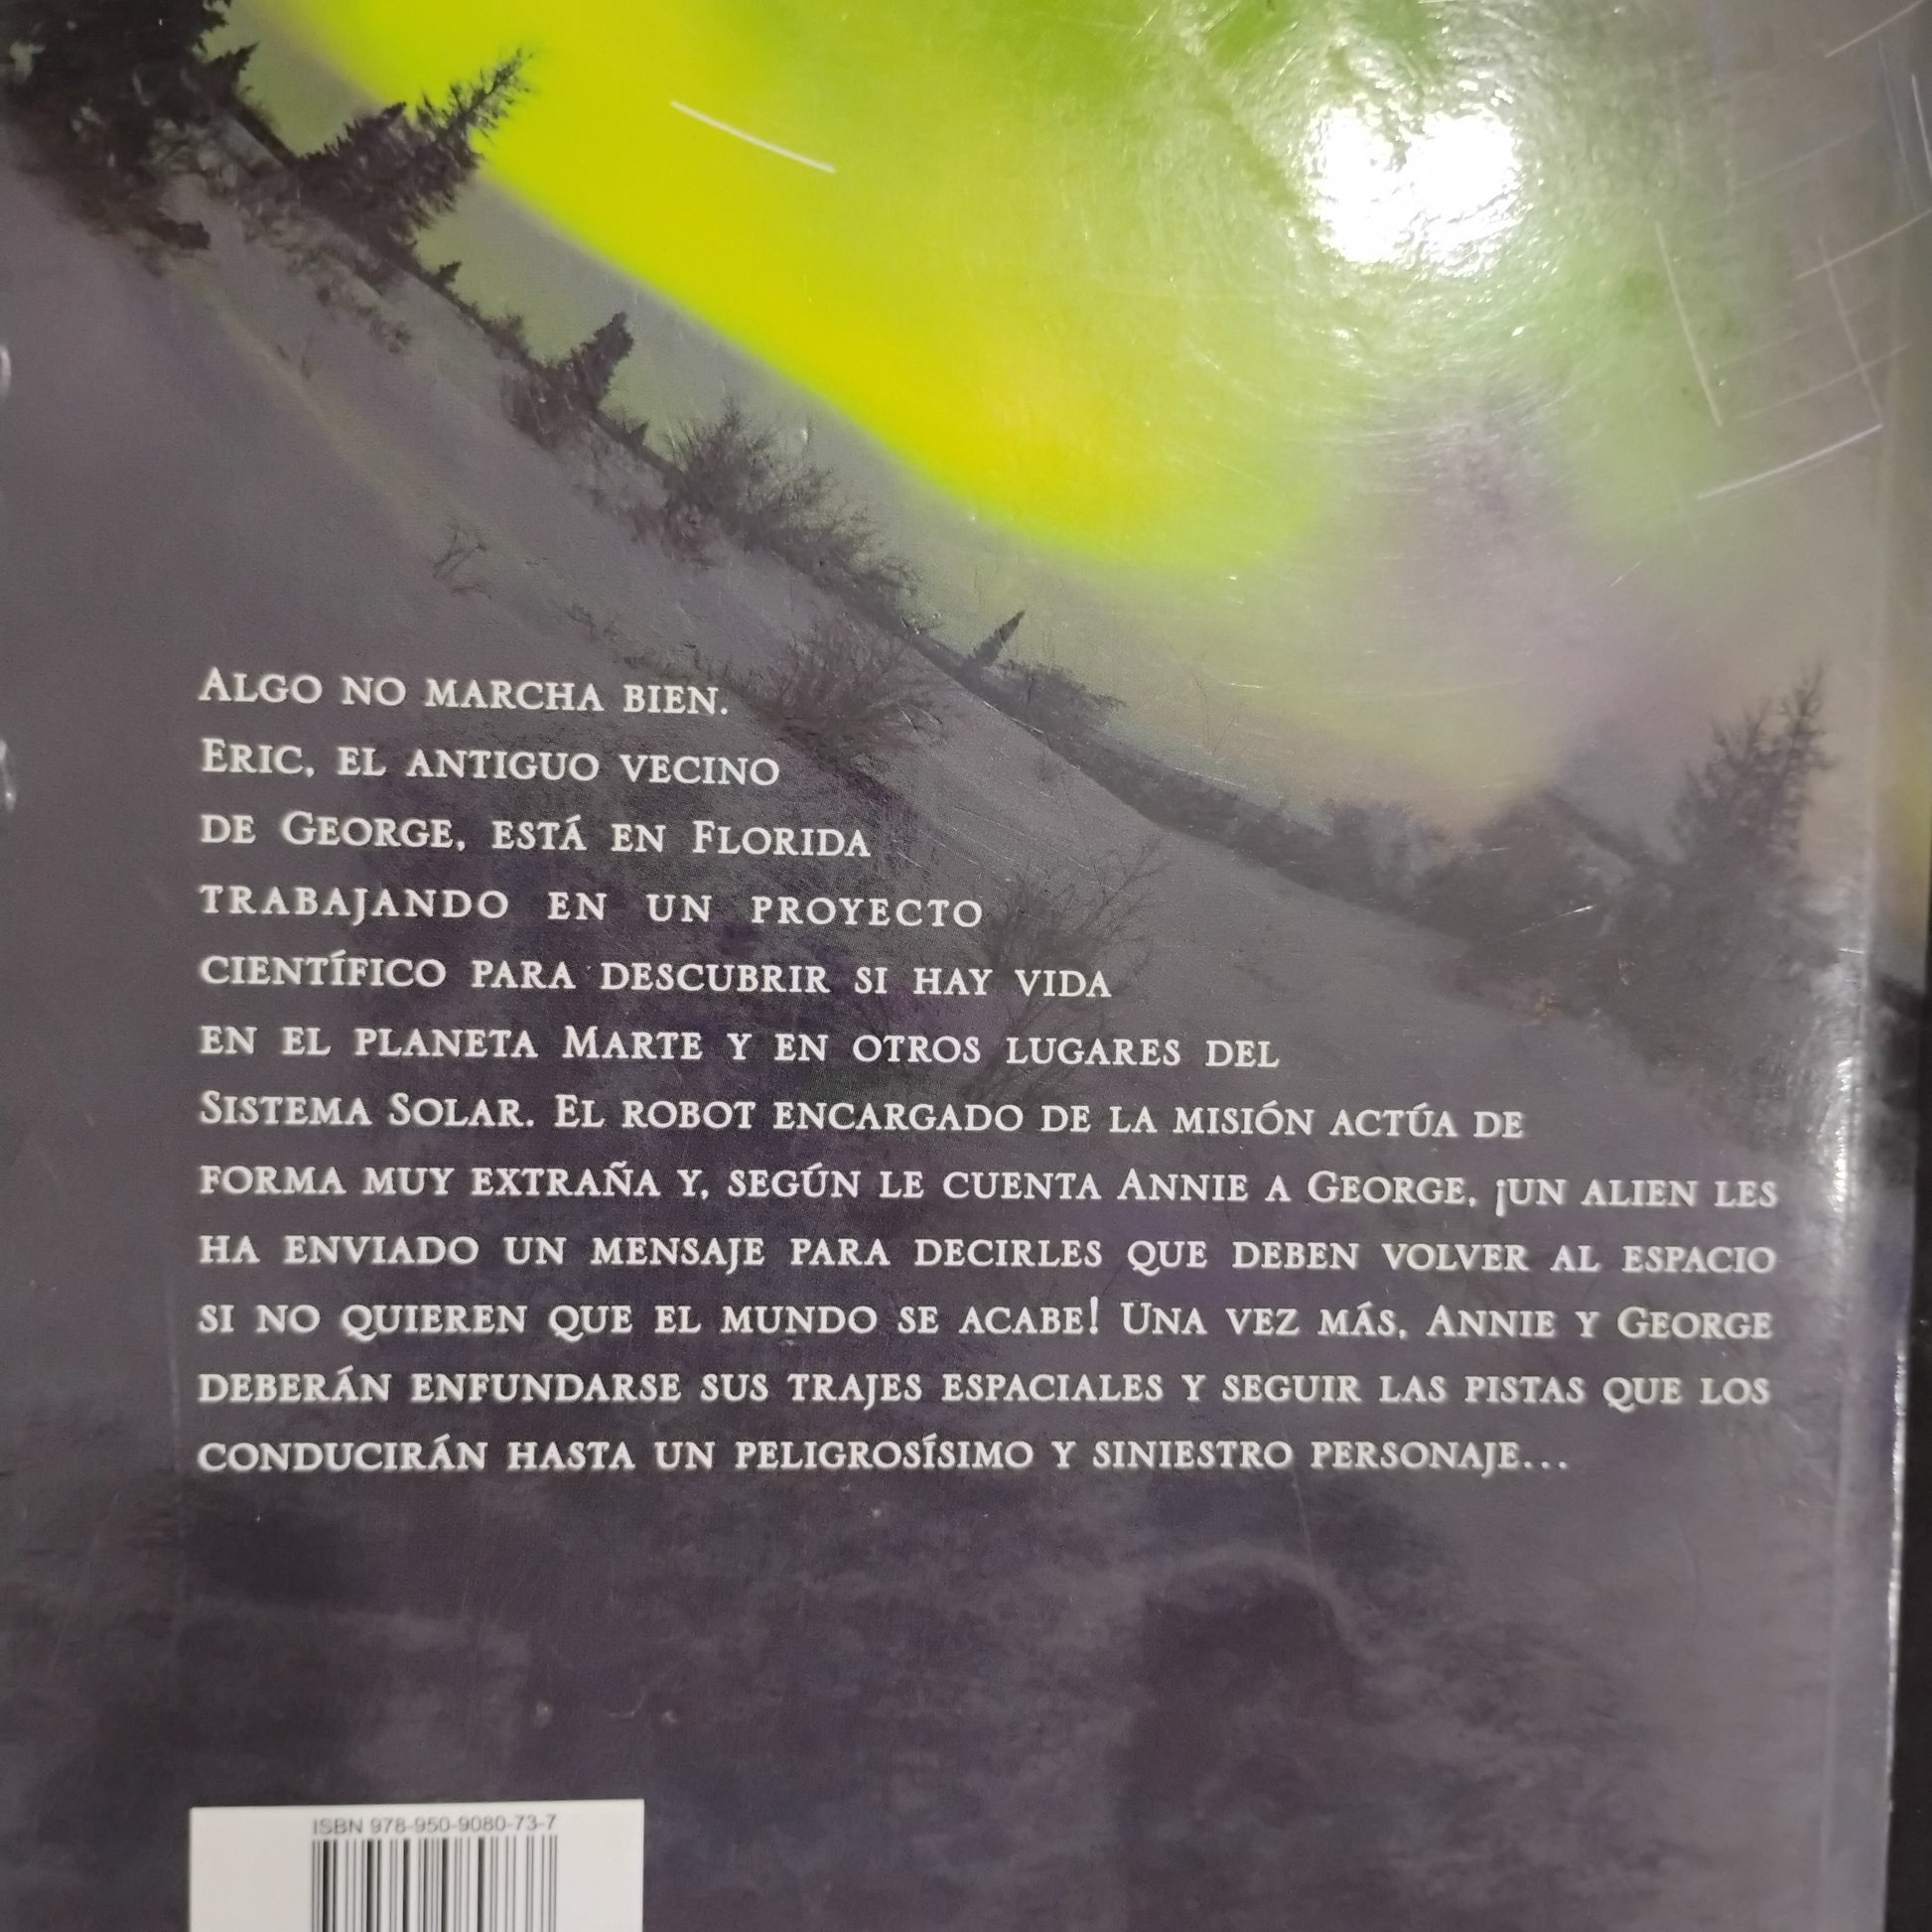 Algo no marcha bien.
Eric, el antiguo vecino
de George, está en Florida
trabajando en un proyecto
científico para descubrir si hay vida
en el planeta Marte y en otros lugares del
Sistema Solar. El robot encargado de la misión actúa de
forma muy extraña y, según le cuenta Annie a George, ¡un alien les
ha enviado un mensaje para decirles que deben volver al espacio
si no quieren que el mundo se acabe! Una vez más, Annie y George
deberán enfundarse sus trajes espaciales y seguir las pistas que los
conducirán hasta un peligrosísimo y siniestro personaje...
ISBN 978-950-9080-73-7